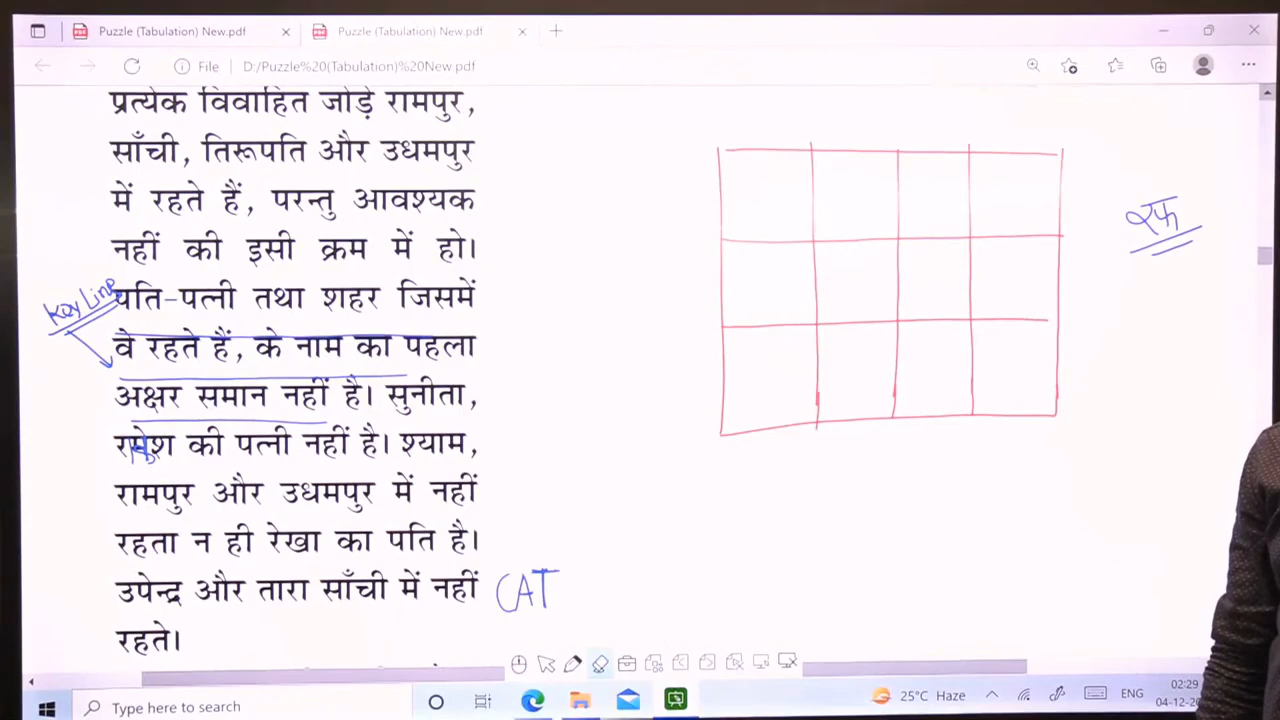 Puzzle (Tabulation) New.pdf
Puzzle (Tabulation) New.pdf
File D:/Puzzle%20(Tabulation)%20New.pdf
प्रत्येक विवाहित जोड़े रामपुर,
साँची, तिरूपति और उधमपुर
में रहते हैं, परन्तु आवश्यक
नहीं की इसी क्रम में हो।
Key Line
पति-पत्नी तथा शहर जिसमें
वे रहते हैं, के नाम का पहला
अक्षर समान नहीं है। सुनीता,
रमेश की पत्नी नहीं है। श्याम,
रामपुर और उधमपुर में नहीं
रहता न ही रेखा का पति है।
उपेन्द्र और तारा साँची में नहीं
रहते।
CAT
रफ
Type here to search
25°C Haze
ENG
02:29
04-12-20